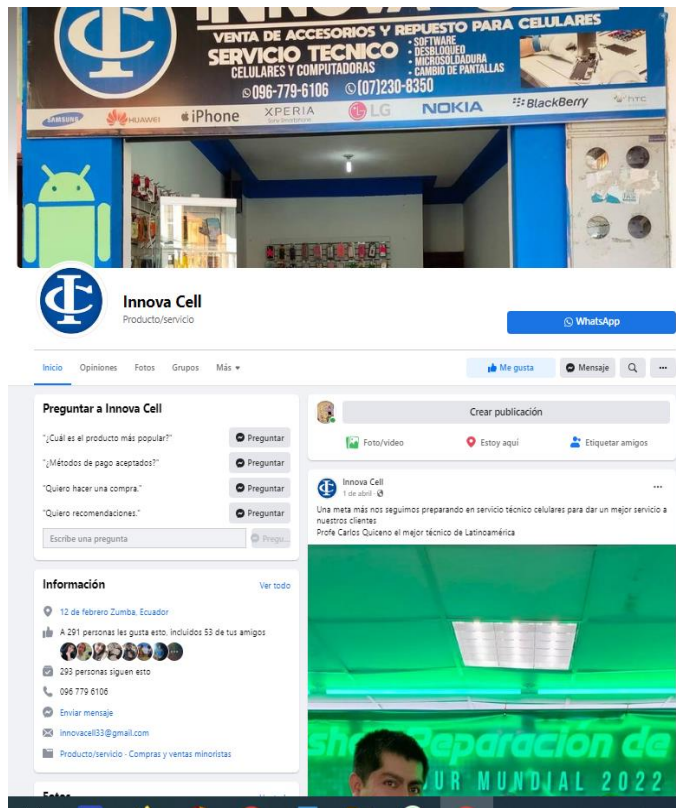 VENTA DE ACCESORIOS Y REPUESTO PARA CELULARES
SERVICIO TECNICO
CELULARES Y COMPUTADORAS
• SOFTWARE
• DESBLOQUEO
• MICROSOLDADURA
• CAMBIO DE PANTALLAS
096-779-6106 (07)230-8350
SAMSUNG HUAWEI iPhone XPERIA LG NOKIA BlackBerry htc
Innova Cell
Producto/servicio
WhatsApp
Inicio Opiniones Fotos Grupos Más
Me gusta Mensaje
Preguntar a Innova Cell
"¿Cuál es el producto más popular?" Preguntar
"¿Métodos de pago aceptados?" Preguntar
"Quiero hacer una compra." Preguntar
"Quiero recomendaciones." Preguntar
Escribe una pregunta Pregu...
Información Ver todo
12 de febrero Zumba, Ecuador
A 291 personas les gusta esto, incluidos 53 de tus amigos
293 personas siguen esto
096 779 6106
Enviar mensaje
innovacell33@gmail.com
Producto/servicio · Compras y ventas minoristas
Crear publicación
Foto/video Estoy aquí Etiquetar amigos
Innova Cell
1 de abril ·
Una meta más nos seguimos preparando en servicio técnico celulares para dar un mejor servicio a
nuestros clientes
Profe Carlos Quiceno el mejor técnico de Latinoamérica
Reparación de
UR MUNDIAL 2022